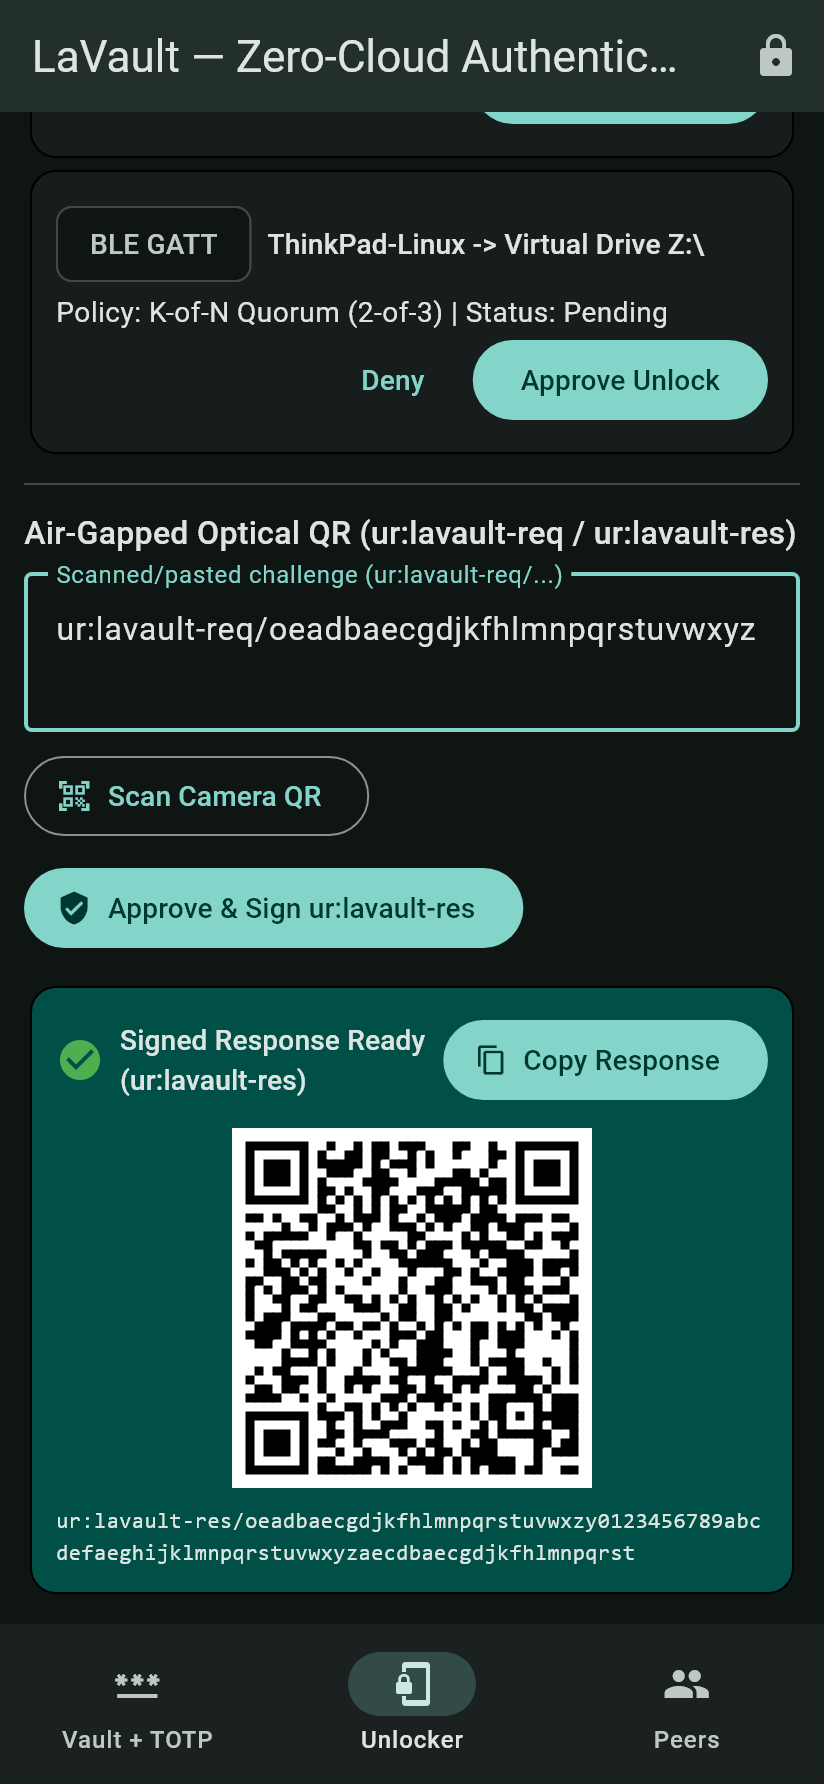 LaVault — Zero-Cloud Authentic...
BLE GATT
ThinkPad-Linux -> Virtual Drive Z:\
Policy: K-of-N Quorum (2-of-3) | Status: Pending
Deny
Approve Unlock
Air-Gapped Optical QR (ur:lavault-req / ur:lavault-res)
Scanned/pasted challenge (ur:lavault-req/...)
ur:lavault-req/oeadbaecgdjkfhlmnpqrstuvwxyz
Scan Camera QR
Approve & Sign ur:lavault-res
Signed Response Ready
(ur:lavault-res)
Copy Response
ur:lavault-res/oeadbaecgdjkfhlmnpqrstuvwxzy0123456789abc
defaeghijklmnpqrstuvwxyzaecdbaecgdjkfhlmnpqrst
Vault + TOTP
Unlocker
Peers